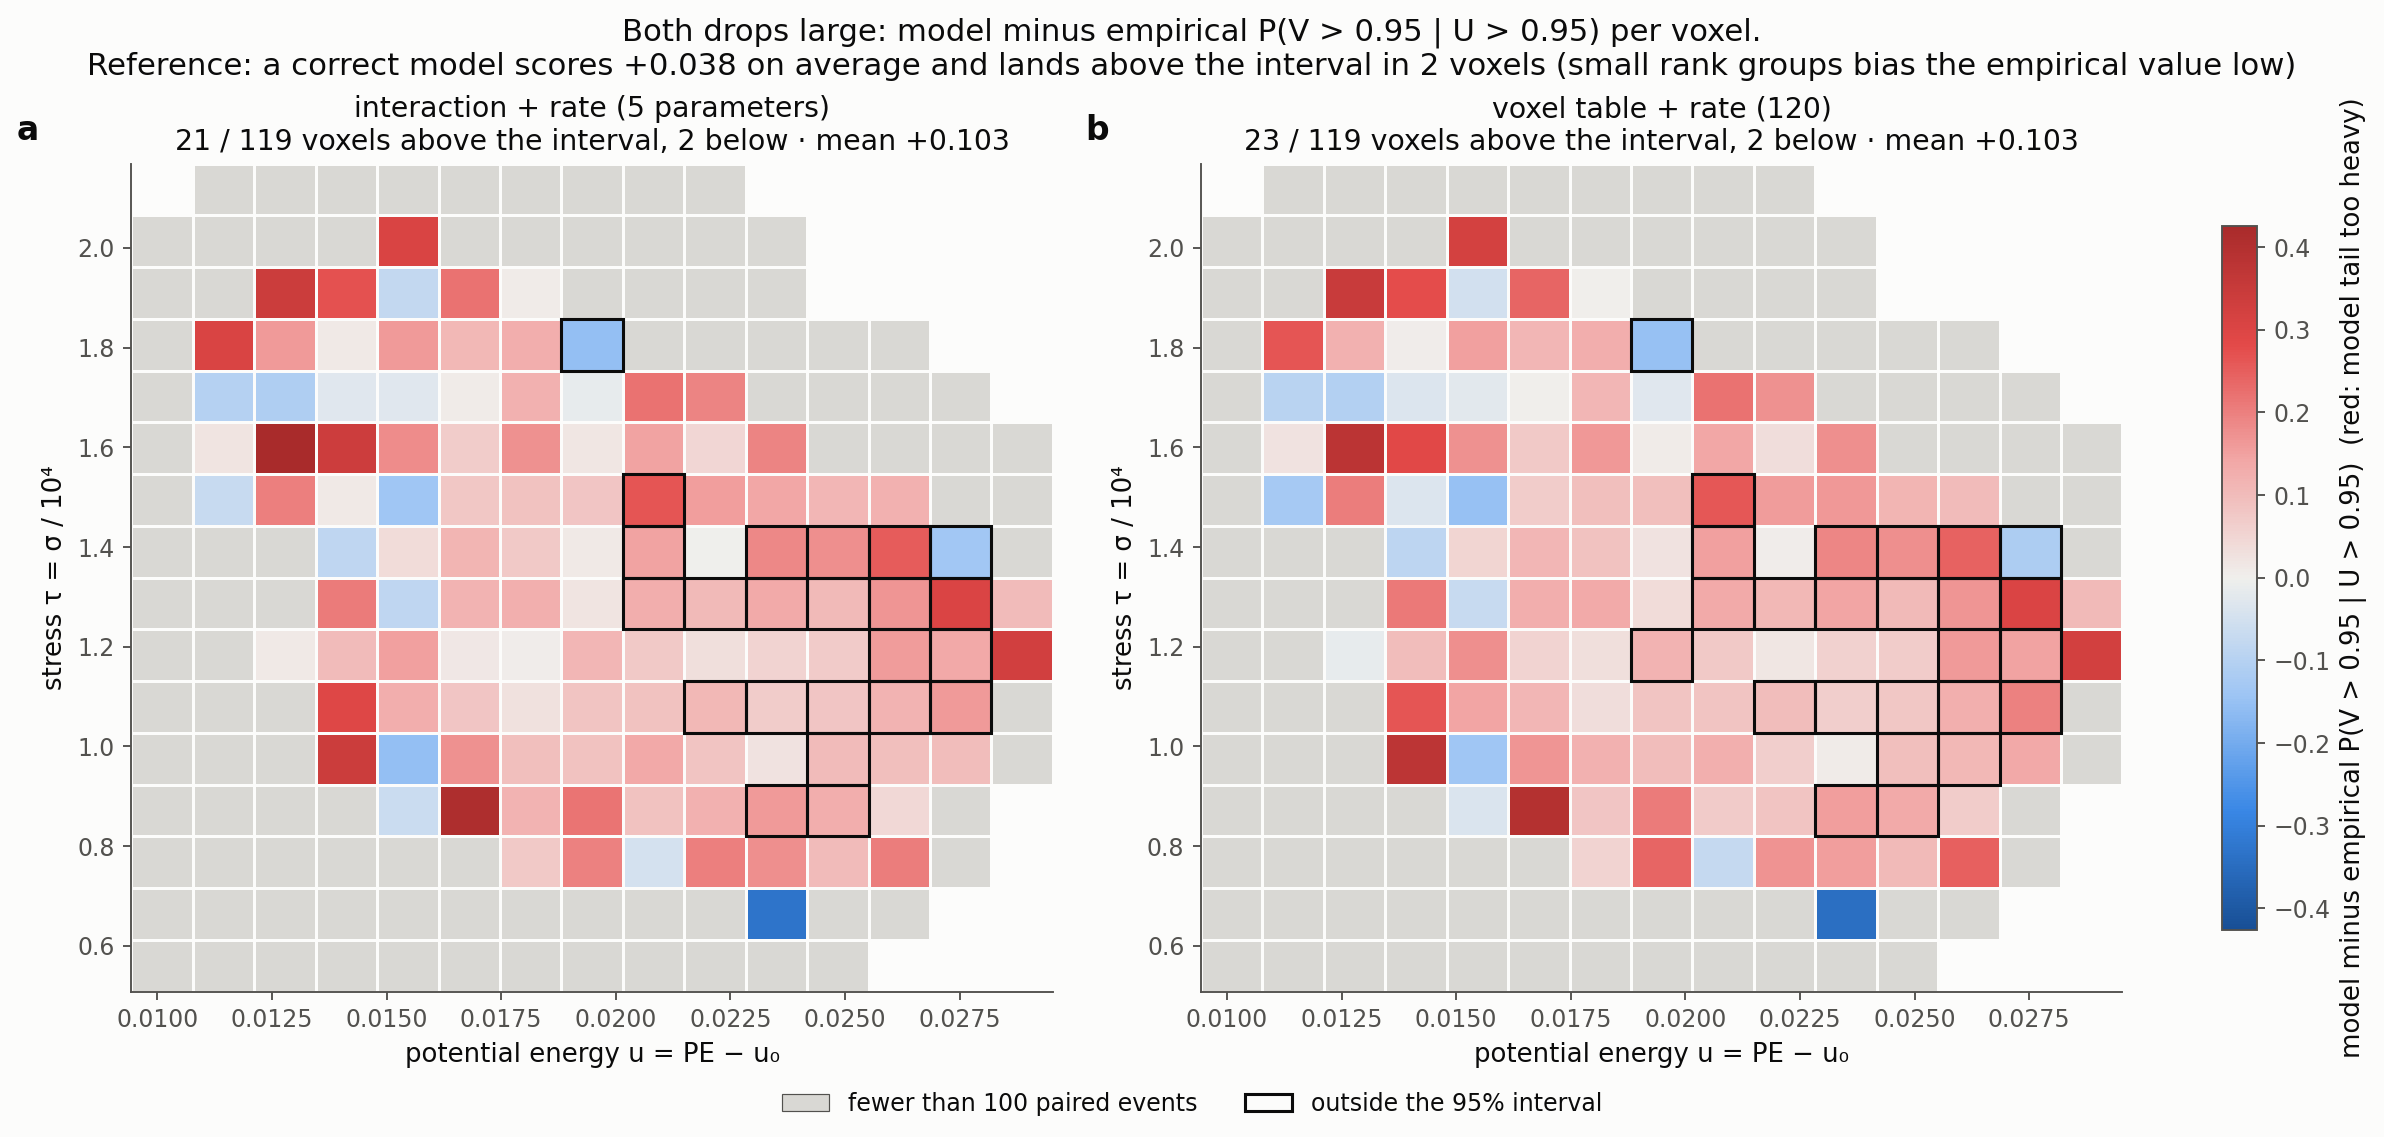 Both drops large: model minus empirical P(V > 0.95 | U > 0.95) per voxel.
Reference: a correct model scores +0.038 on average and lands above the interval in 2 voxels (small rank groups bias the empirical value low)
a
interaction + rate (5 parameters)
21 / 119 voxels above the interval, 2 below · mean +0.103
2.0
1.8
1.6
1.4
1.2
1.0
0.8
0.6
stress τ = σ / 10⁴
0.0100 0.0125 0.0150 0.0175 0.0200 0.0225 0.0250 0.0275
potential energy u = PE − u₀
b
voxel table + rate (120)
23 / 119 voxels above the interval, 2 below · mean +0.103
2.0
1.8
1.6
1.4
1.2
1.0
0.8
0.6
stress τ = σ / 10⁴
0.0100 0.0125 0.0150 0.0175 0.0200 0.0225 0.0250 0.0275
potential energy u = PE − u₀
0.4
0.3
0.2
0.1
0.0
−0.1
−0.2
−0.3
−0.4
model minus empirical P(V > 0.95 | U > 0.95) (red: model tail too heavy)
fewer than 100 paired events
outside the 95% interval